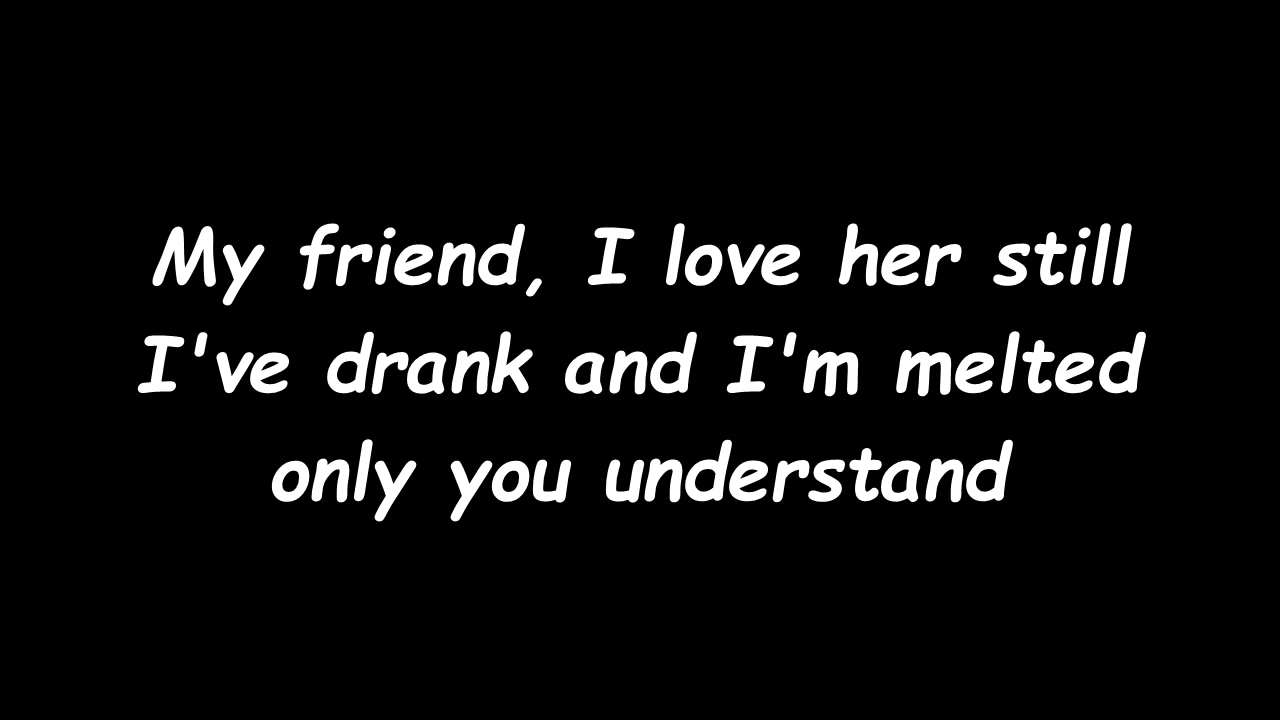 My friend, I love her still
I've drank and I'm melted
only you understand